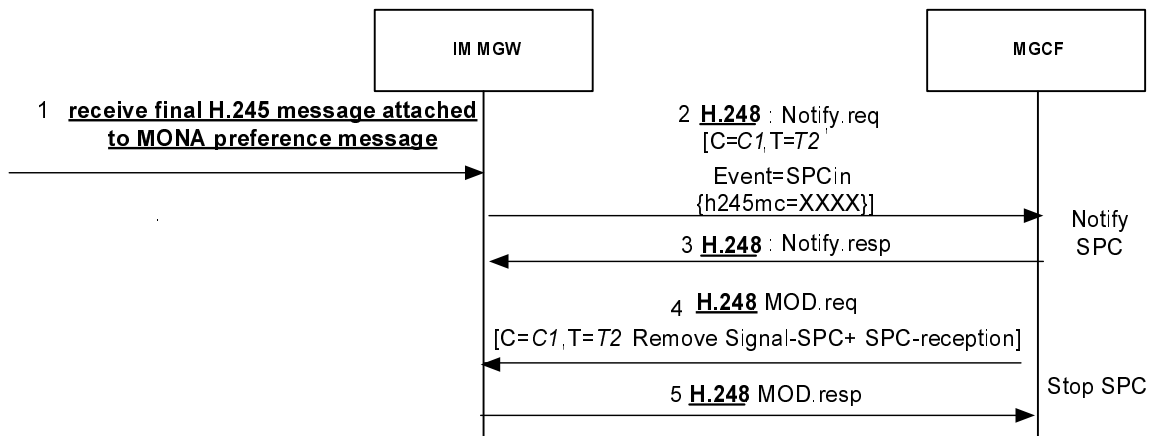 IM MGW
MGCF
1 receive final H.245 message attached
to MONA preference message
2 H.248 : Notify.req
[C=C1,T=T2 ,
Event=SPCin
{h245mc=XXXX}]
Notify
SPC
3 H.248 : Notify.resp
4 H.248 MOD.req
[C=C1,T=T2 Remove Signal-SPC+ SPC-reception]
Stop SPC
5 H.248 MOD.resp